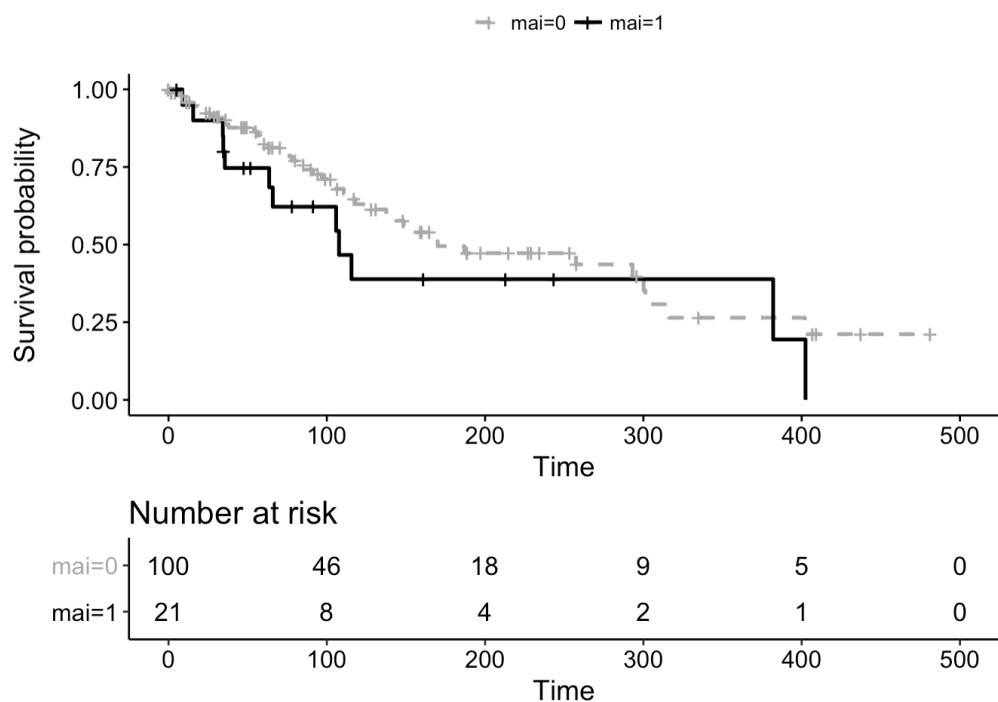 mai=0 mai=1
1.00
0.75
0.50
0.25
0.00
Survival probability
0 100 200 300 400 500
Time
Number at risk
mai=0 100 46 18 9 5 0
mai=1 21 8 4 2 1 0
0 100 200 300 400 500
Time